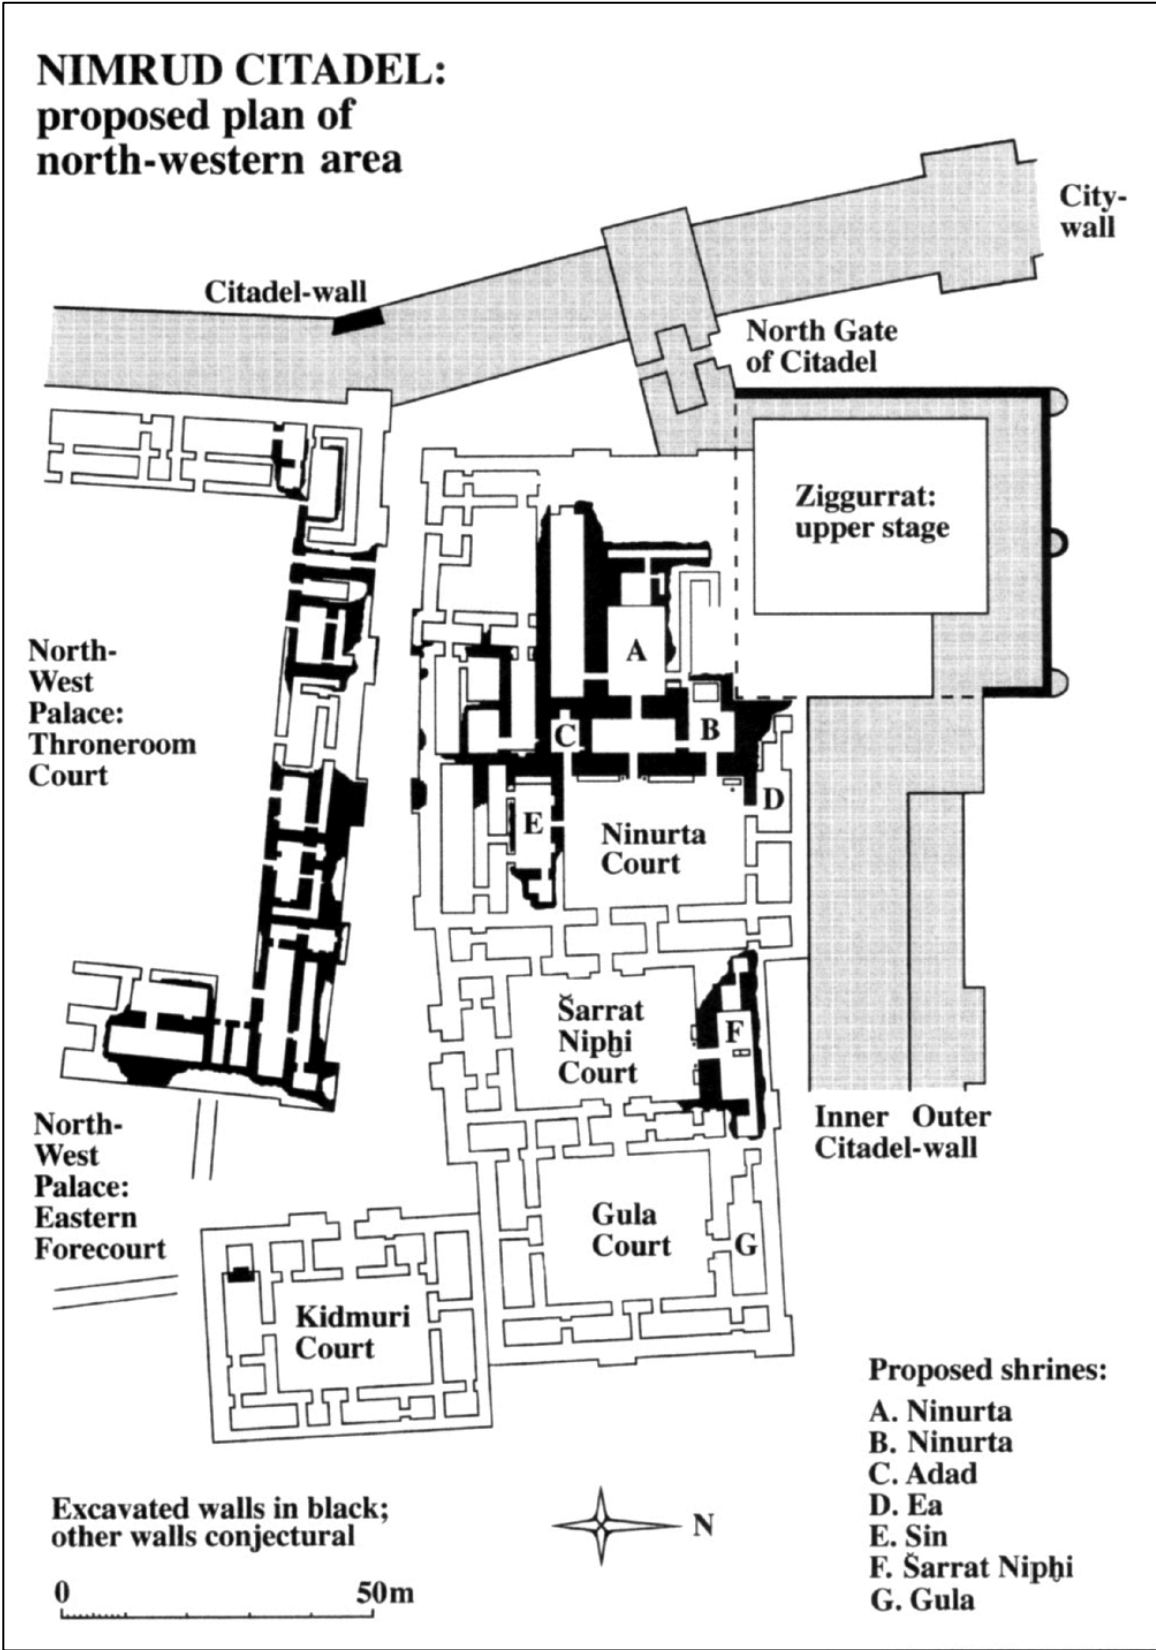 NIMRUD CITADEL:
proposed plan of
north-western area
City-
wall
Citadel-wall
North Gate
of Citadel
Ziggurrat:
upper stage
North-
West
Palace:
Throneroom
Court
A
B
C
D
E
Ninurta
Court
Šarrat
Nipḫi
Court
F
Inner Outer
Citadel-wall
North-
West
Palace:
Eastern
Forecourt
Gula
Court
G
Kidmuri
Court
Proposed shrines:
A. Ninurta
B. Ninurta
C. Adad
D. Ea
E. Sin
F. Šarrat Nipḫi
G. Gula
Excavated walls in black;
other walls conjectural
N
0 50m